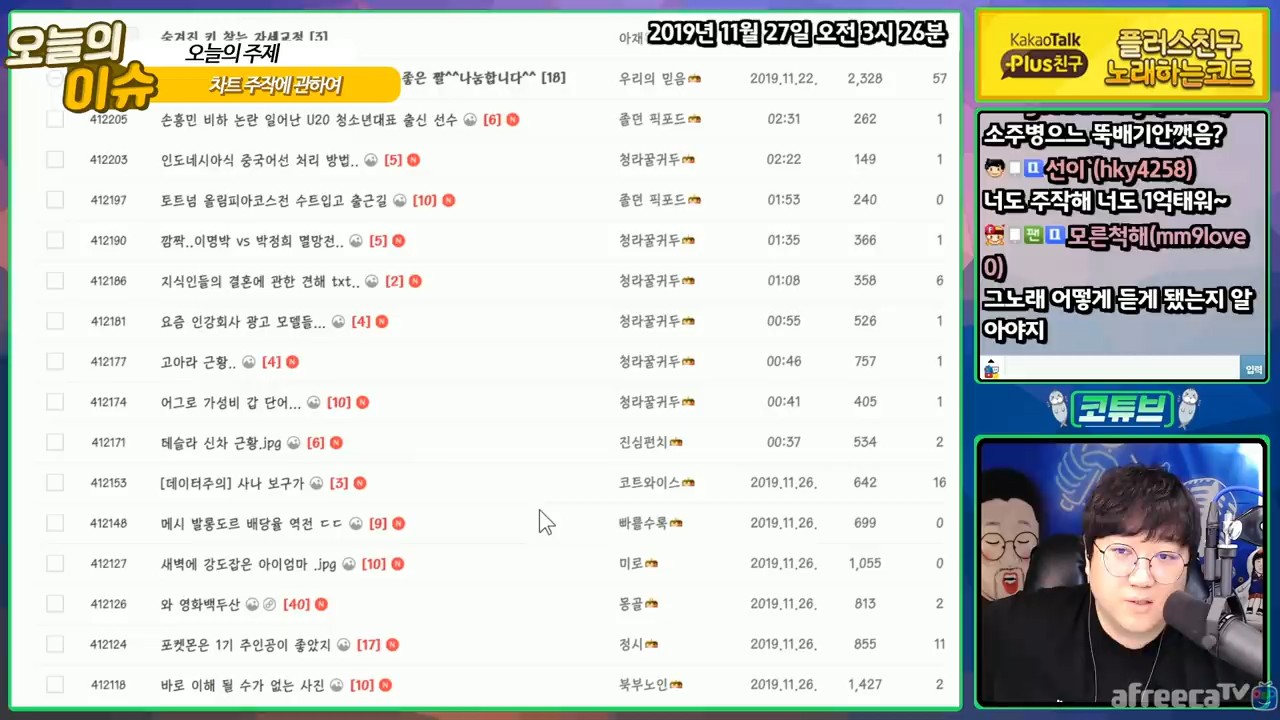 오늘의 이슈
오늘의 주제
차트 주작에 관하여
2019년 11월 27일 오전 3시 26분
숨겨진 키 찾는 자세교정 [3] 아재
좋은 짤^^나눔합니다^^ [18] 우리의 믿음 2019.11.22. 2,328 57
412205 손흥민 비하 논란 일어난 U20 청소년대표 출신 선수 [6] N 졸던 픽포드 02:31 262 1
412203 인도네시아식 중국어선 처리 방법.. [5] N 청라꿀귀두 02:22 149 1
412197 토트넘 올림피아코스전 수트입고 출근길 [10] N 졸던 픽포드 01:53 240 0
412190 깜짝..이명박 vs 박정희 멸망전.. [5] N 청라꿀귀두 01:35 366 1
412186 지식인들의 결혼에 관한 견해 txt.. [2] N 청라꿀귀두 01:08 358 6
412181 요즘 인강회사 광고 모델들... [4] N 청라꿀귀두 00:55 526 1
412177 고아라 근황.. [4] N 청라꿀귀두 00:46 757 1
412174 어그로 가성비 갑 단어... [10] N 청라꿀귀두 00:41 405 1
412171 테슬라 신차 근황.jpg [6] N 진심펀치 00:37 534 2
412153 [데이터주의] 사나 보구가 [3] N 코트와이스 2019.11.26. 642 16
412148 메시 발롱도르 배당율 역전 ㄷㄷ [9] N 빠를수록 2019.11.26. 699 0
412127 새벽에 강도잡은 아이엄마 .jpg [10] N 미로 2019.11.26. 1,055 0
412126 와 영화백두산 [40] N 몽골 2019.11.26. 813 2
412124 포켓몬은 1기 주인공이 좋았지 [17] N 정시 2019.11.26. 855 11
412118 바로 이해 될 수가 없는 사진 [10] N 북부노인 2019.11.26. 1,427 2
KakaoTalk
Plus친구
플러스친구
노래하는코트
소주병으느 뚝배기안깻음?
선이`(hky4258)
너도 주작해 너도 1억태워~
팬 모른척해(mm9love
0)
그노래 어떻게 듣게 됐는지 알
아야지
입력
코튜브
afreecaTV